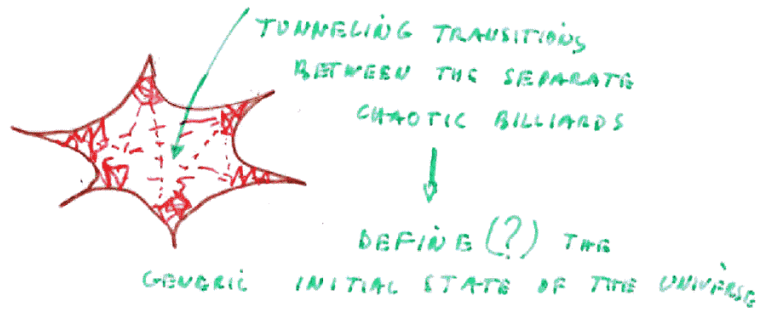 TUNNELING TRANSITIONS
BETWEEN THE SEPARATE
CHAOTIC BILLIARDS
DEFINE (?) THE
GENERIC INITIAL STATE OF THE UNIVERSE